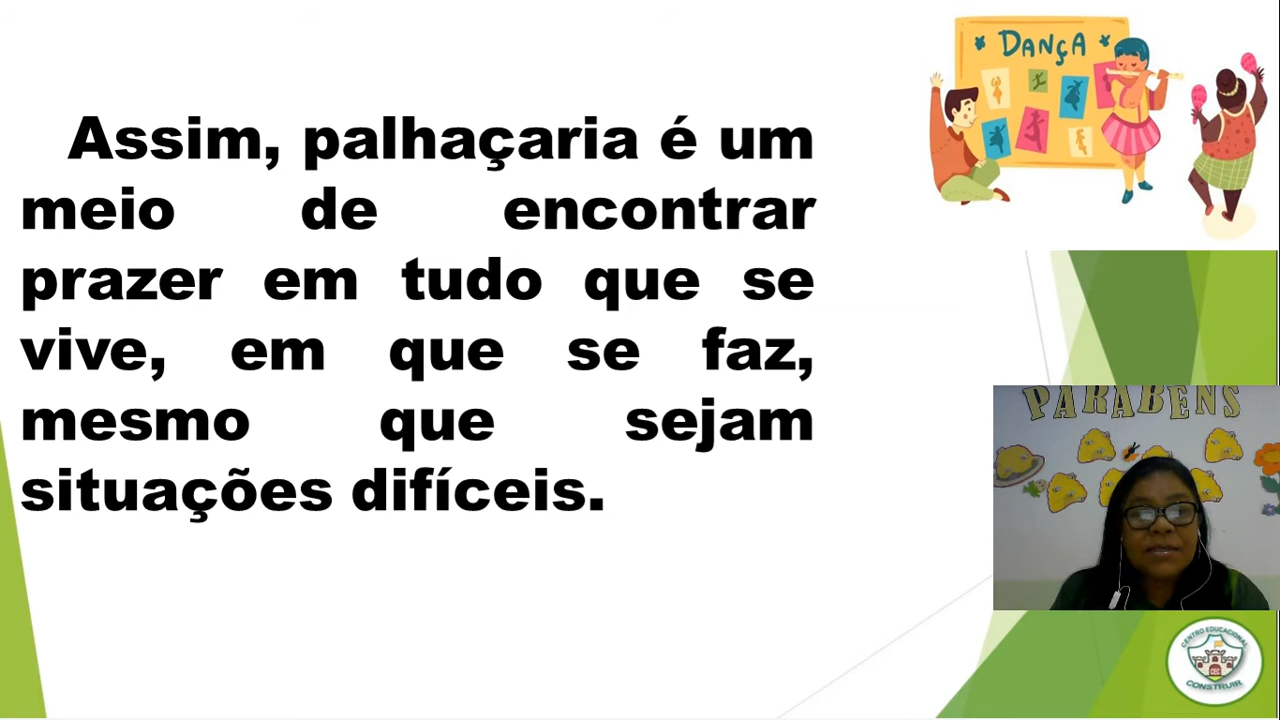 DANÇA
Assim, palhaçaria é um
meio de encontrar
prazer em tudo que se
vive, em que se faz,
mesmo que sejam
situações difíceis.
PARABENS
CENTRO EDUCACIONAL
CONSTRUIR